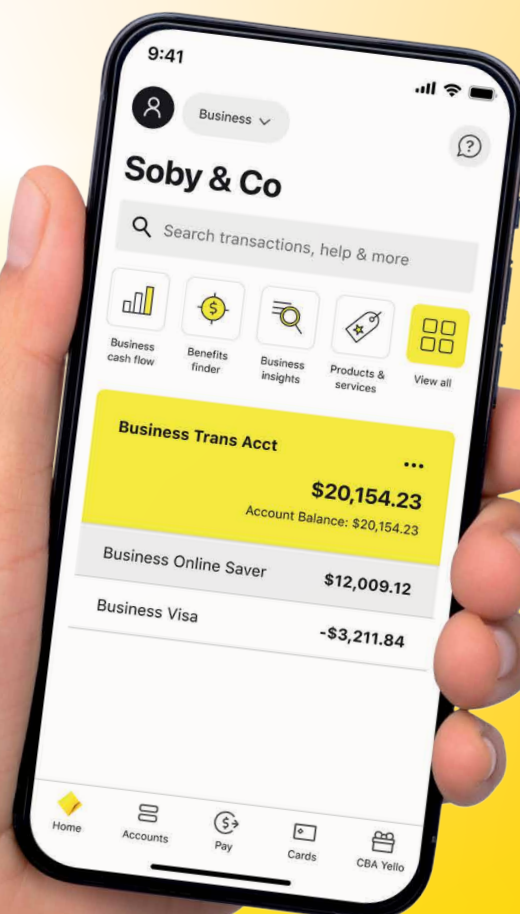 9:41
Business
Soby & Co
Search transactions, help & more
Business
cash flow
Benefits
finder
Business
insights
Products &
services
View all
Business Trans Acct
$20,154.23
Account Balance: $20,154.23
Business Online Saver
$12,009.12
Business Visa
-$3,211.84
Home
Accounts
Pay
Cards
CBA Yello